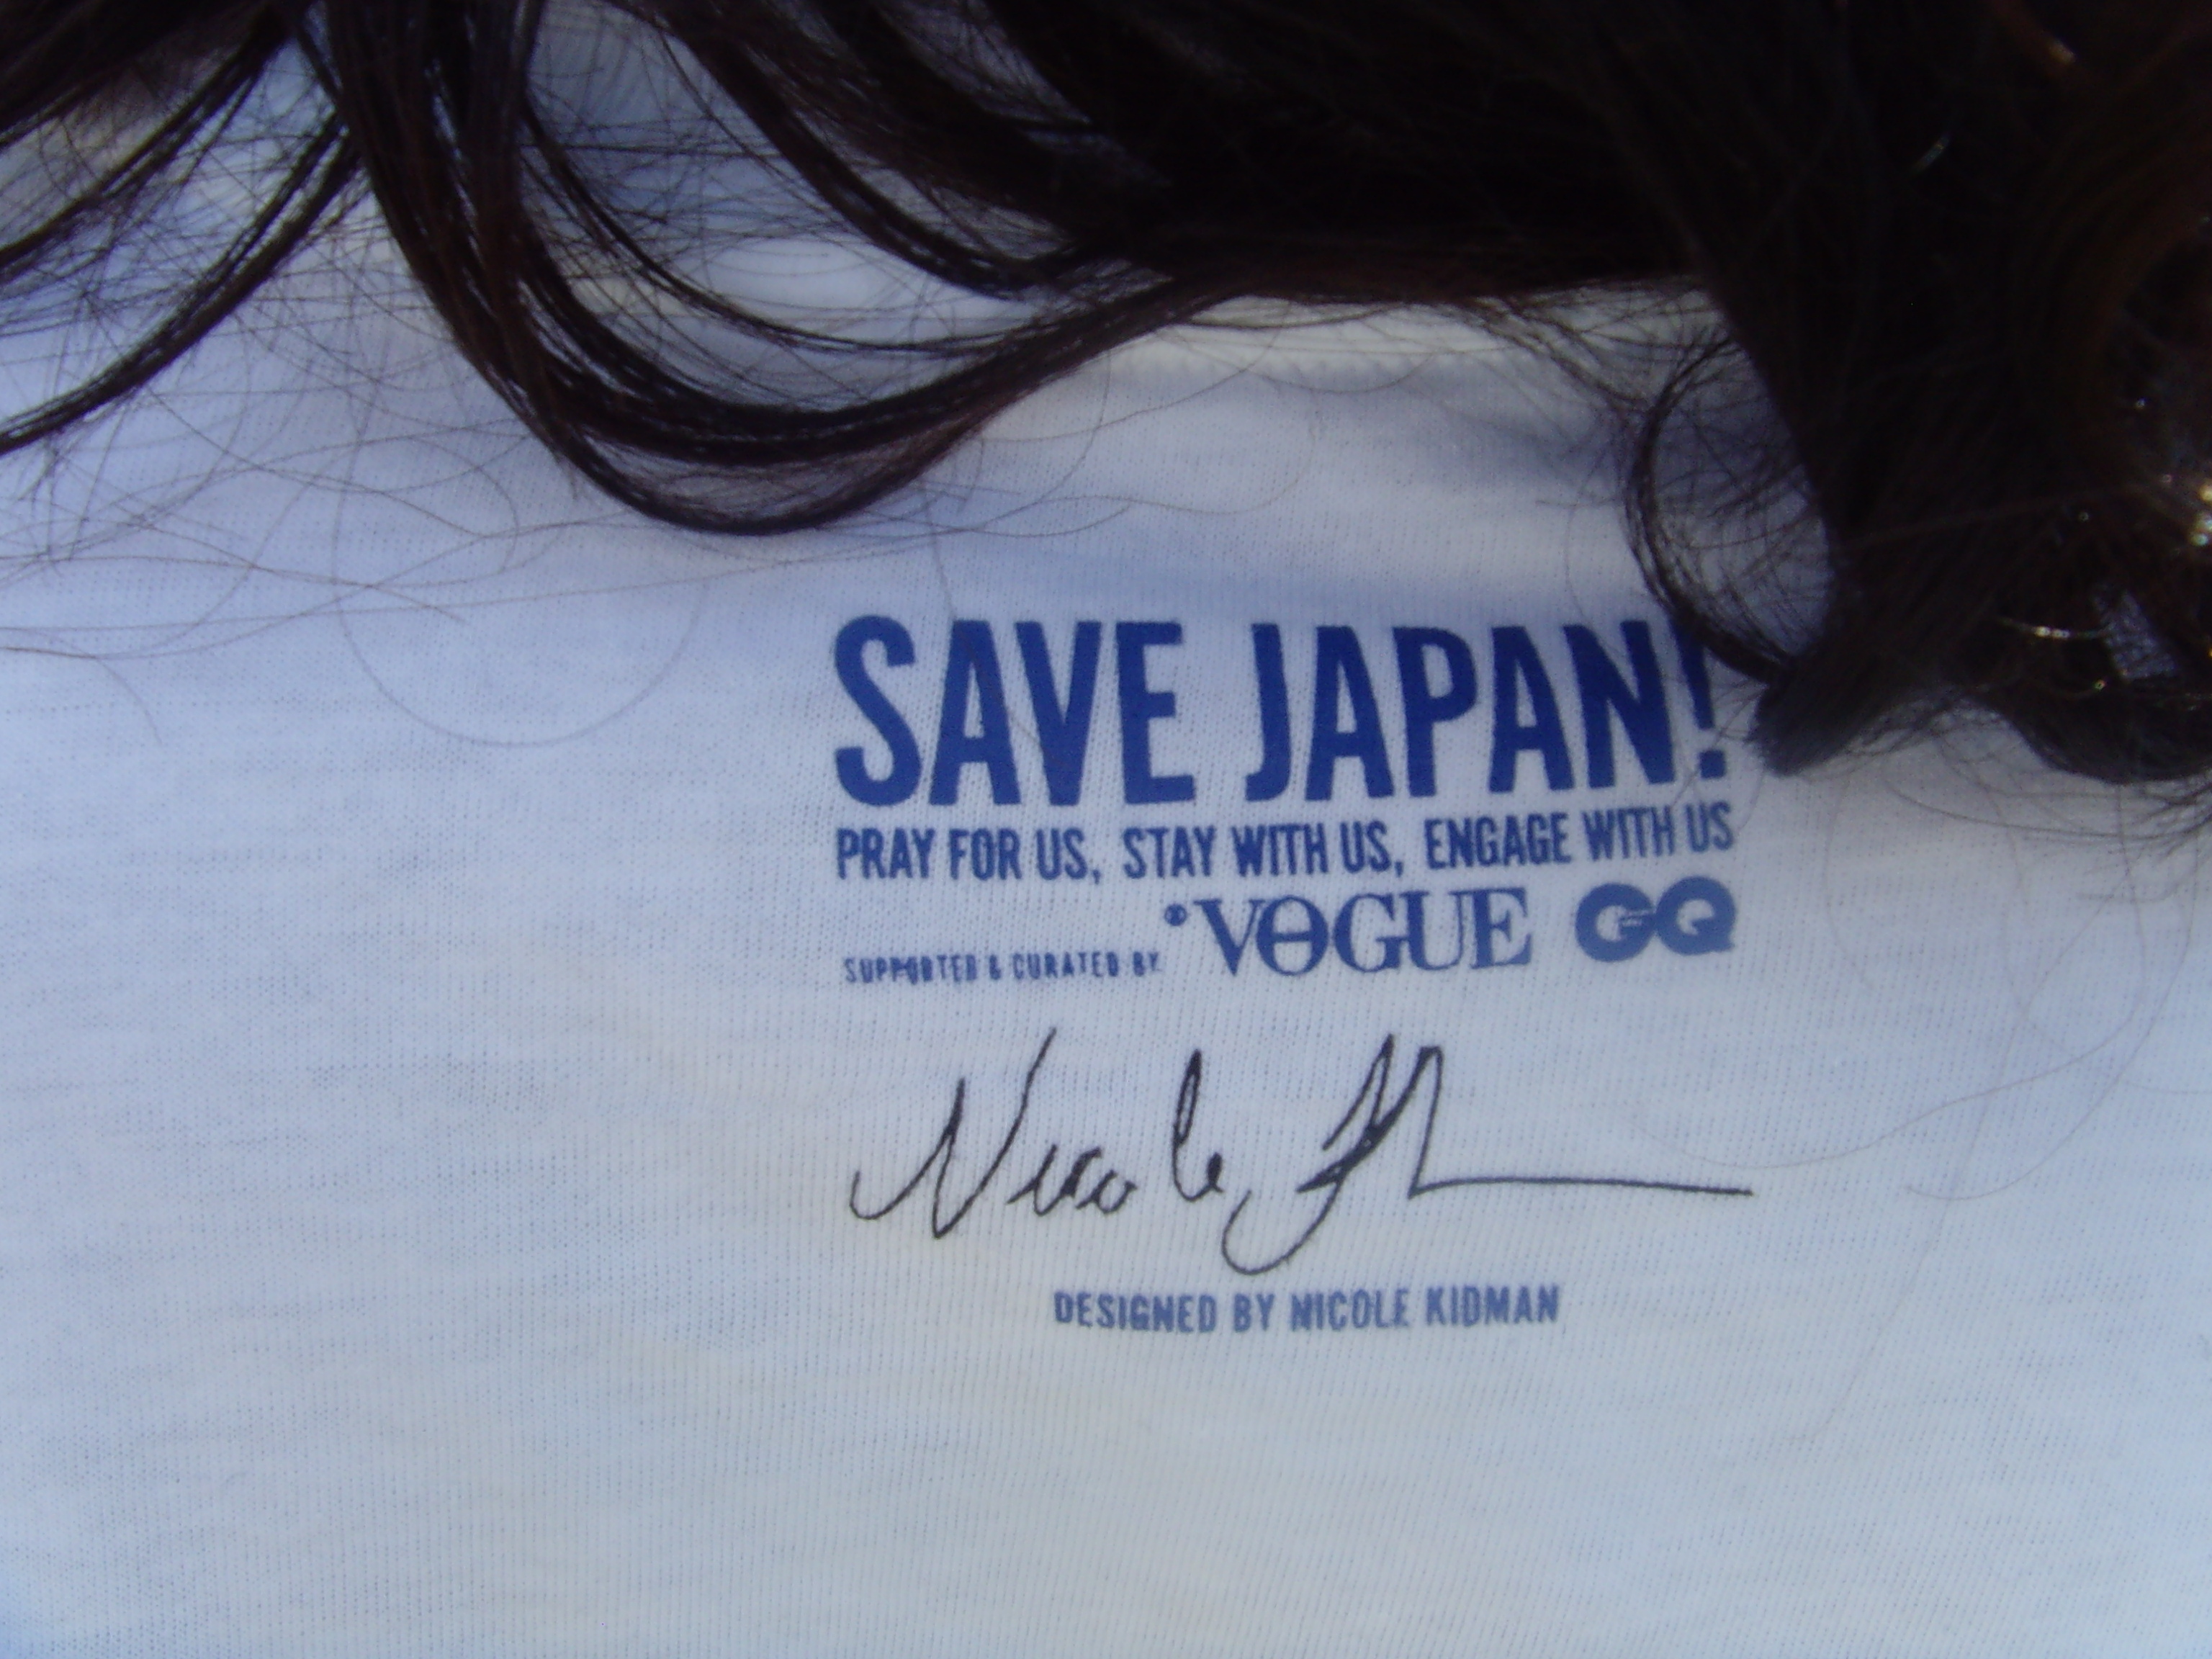 SAVE JAPAN!
PRAY FOR US, STAY WITH US, ENGAGE WITH US
SUPPORTED & CURATED BY VOGUE GQ
Nicole
DESIGNED BY NICOLE KIDMAN